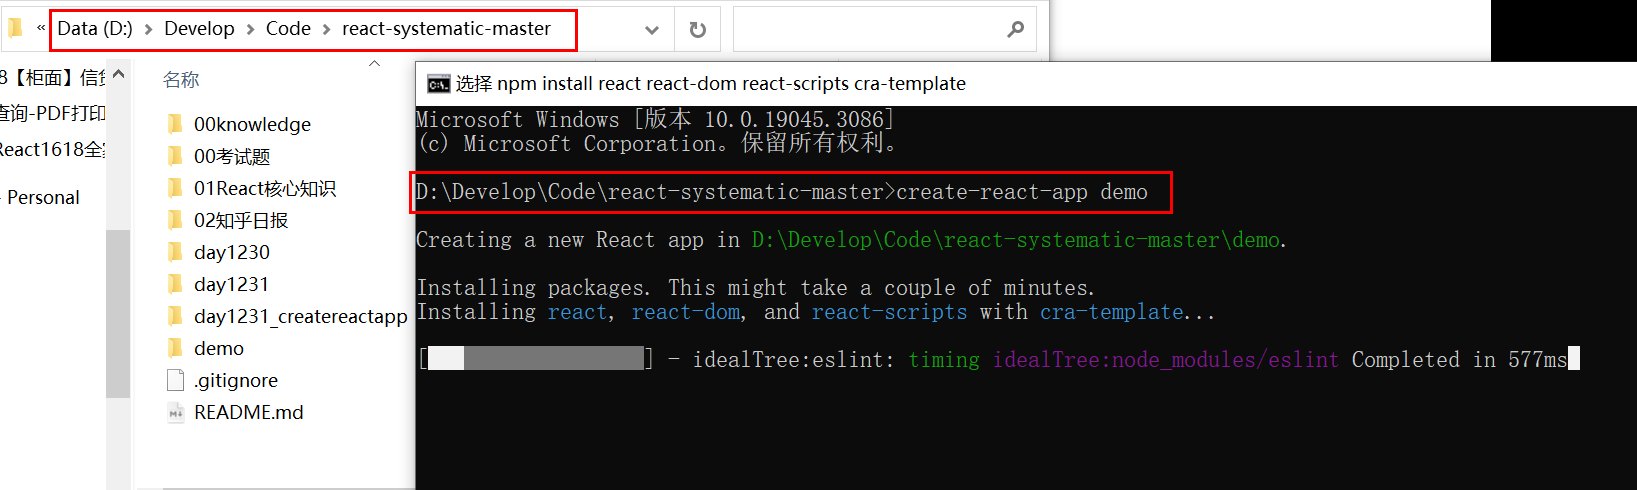 « Data (D:) > Develop > Code > react-systematic-master
8【柜面】信贷
查询-PDF打印
React1618全家
- Personal
名称
00knowledge
00考试题
01React核心知识
02知乎日报
day1230
day1231
day1231_createreactapp
demo
.gitignore
README.md
选择 npm install react react-dom react-scripts cra-template
Microsoft Windows [版本 10.0.19045.3086]
(c) Microsoft Corporation。保留所有权利。
D:\Develop\Code\react-systematic-master>create-react-app demo
Creating a new React app in D:\Develop\Code\react-systematic-master\demo.
Installing packages. This might take a couple of minutes.
Installing react, react-dom, and react-scripts with cra-template...
[ ] - idealTree:eslint: timing idealTree:node_modules/eslint Completed in 577ms